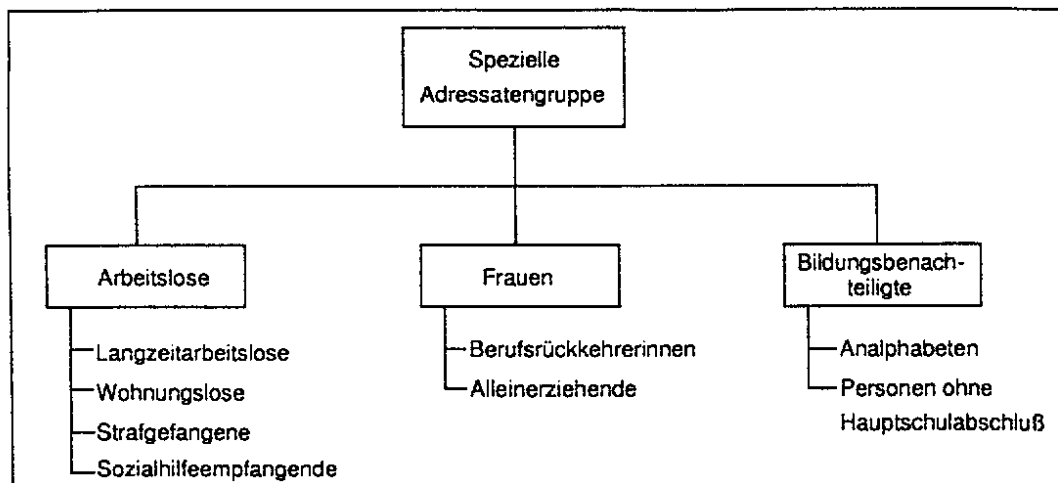 Spezielle
Adressatengruppe
Arbeitslose
Langzeitarbeitslose
Wohnungslose
Strafgefangene
Sozialhilfeempfangende
Frauen
Berufsrückkehrerinnen
Alleinerziehende
Bildungsbenach-
teiligte
Analphabeten
Personen ohne
Hauptschulabschluß